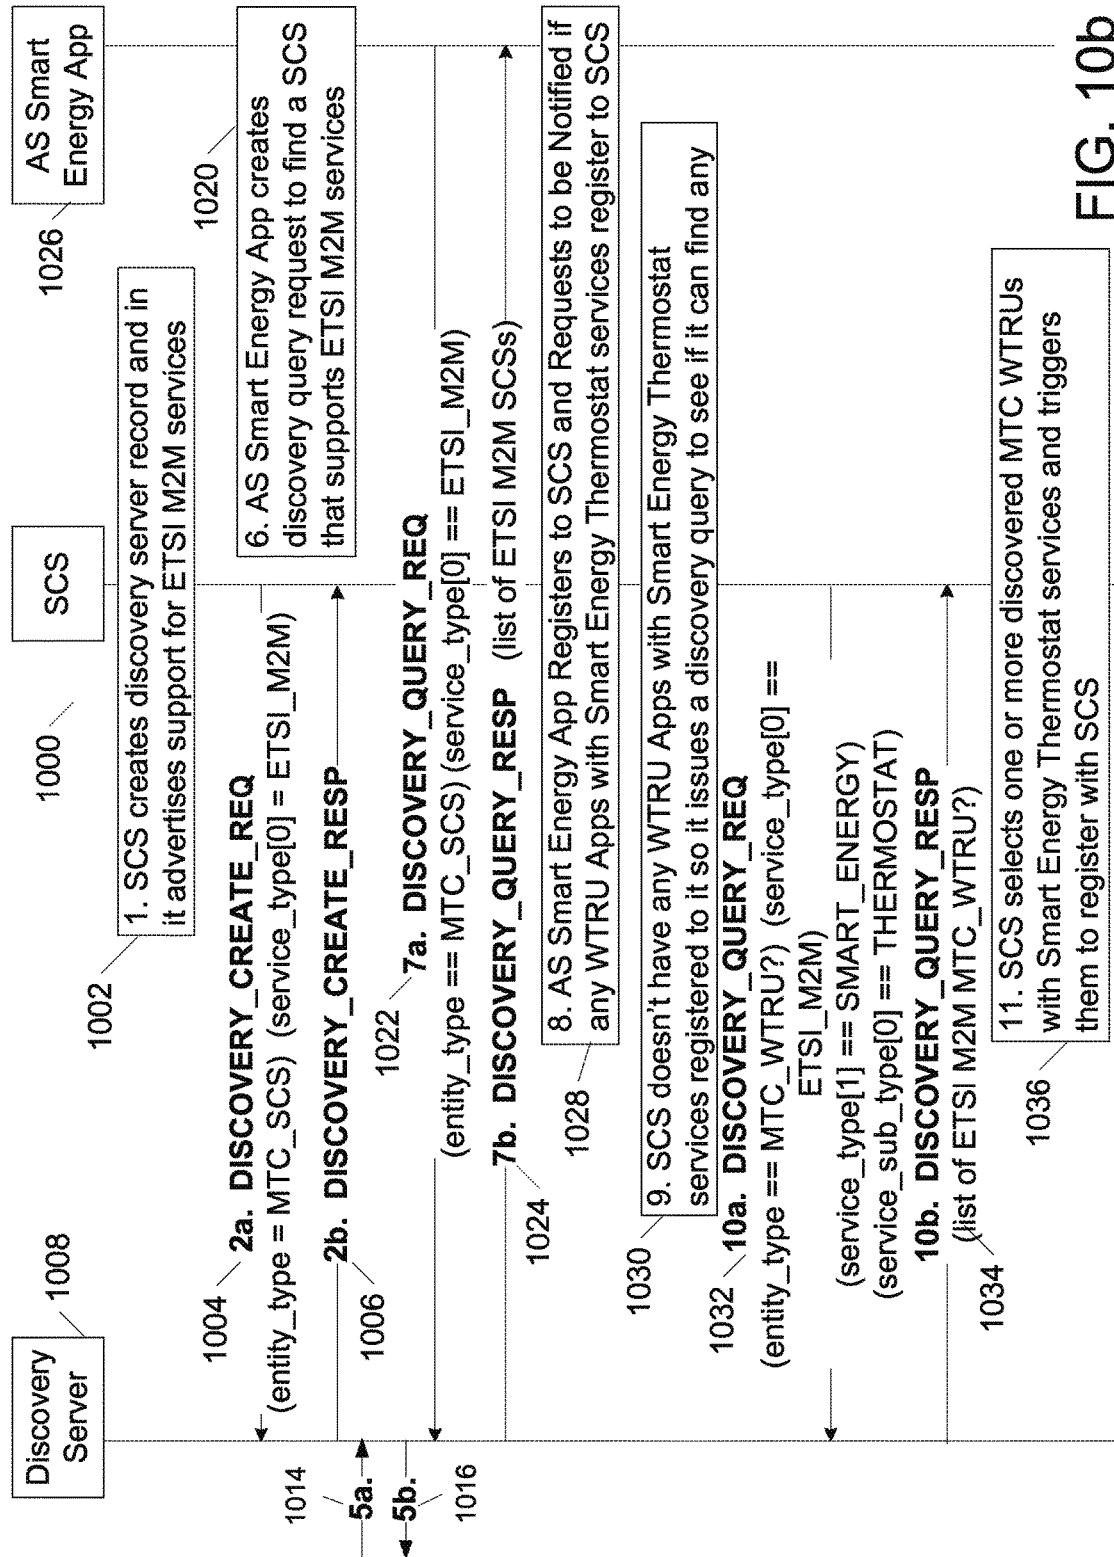 Discovery
Server
1008
SCS
1000
AS Smart
Energy App
1026
1. SCS creates discovery server record and in
it advertises support for ETSI M2M services
1002
1004
2a. DISCOVERY_CREATE_REQ
(entity_type = MTC_SCS) (service_type[0] = ETSI_M2M)
2b. DISCOVERY_CREATE_RESP
1006
1014
5a.
5b.
1016
6. AS Smart Energy App creates
discovery query request to find a SCS
that supports ETSI M2M services
1020
1022
7a. DISCOVERY_QUERY_REQ
(entity_type == MTC_SCS) (service_type[0] == ETSI_M2M)
7b. DISCOVERY_QUERY_RESP (list of ETSI M2M SCSs)
1024
8. AS Smart Energy App Registers to SCS and Requests to be Notified if
any WTRU Apps with Smart Energy Thermostat services register to SCS
1028
9. SCS doesn't have any WTRU Apps with Smart Energy Thermostat
services registered to it so it issues a discovery query to see if it can find any
1030
1032
10a. DISCOVERY_QUERY_REQ
(entity_type == MTC_WTRU?) (service_type[0] ==
ETSI_M2M)
(service_type[1] == SMART_ENERGY)
(service_sub_type[0] == THERMOSTAT)
10b. DISCOVERY_QUERY_RESP
(list of ETSI M2M MTC_WTRU?)
1034
11. SCS selects one or more discovered MTC WTRUs
with Smart Energy Thermostat services and triggers
them to register with SCS
1036
FIG. 10b